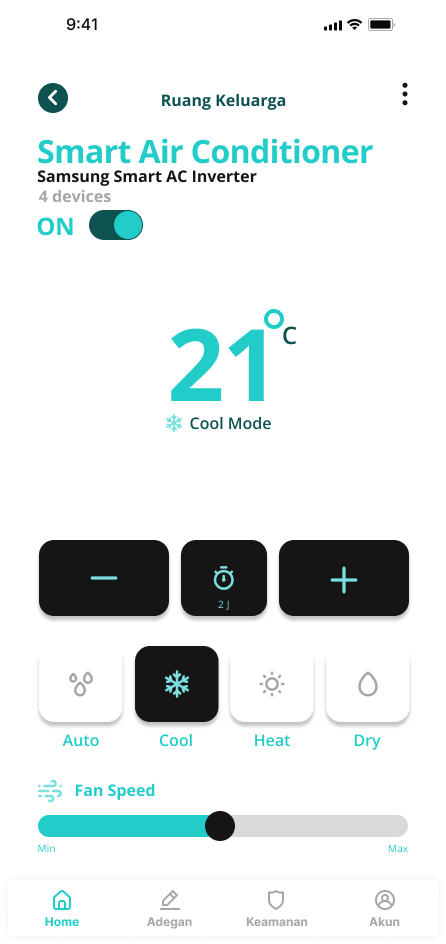 9:41
Ruang Keluarga
Smart Air Conditioner
Samsung Smart AC Inverter
4 devices
ON
21°C
Cool Mode
2 J
Auto Cool Heat Dry
Fan Speed
Min Max
Home Adegan Keamanan Akun